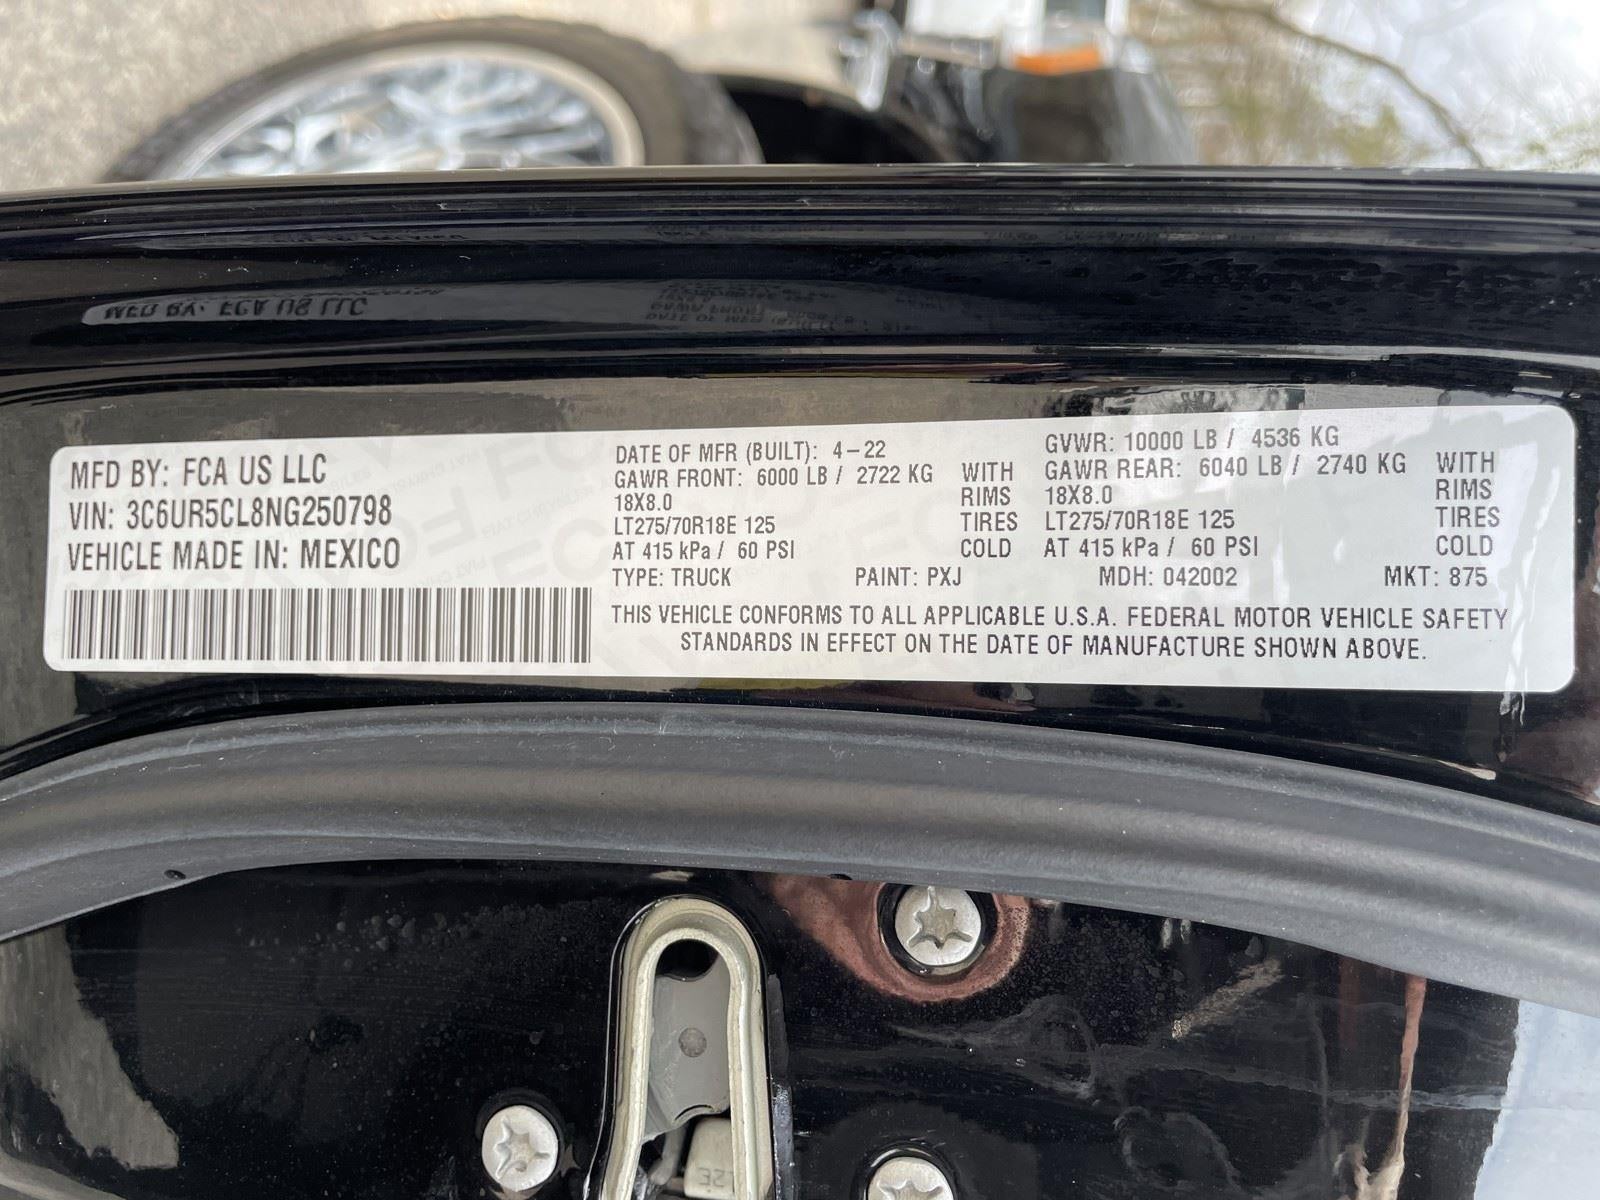 MFD BY: FCA US LLC
VIN: 3C6UR5CL8NG250798
VEHICLE MADE IN: MEXICO
DATE OF MFR (BUILT): 4-22
GAWR FRONT: 6000 LB / 2722 KG WITH
18X8.0 RIMS
LT275/70R18E 125 TIRES
AT 415 kPa / 60 PSI COLD
GVWR: 10000 LB / 4536 KG
GAWR REAR: 6040 LB / 2740 KG WITH
18X8.0 RIMS
LT275/70R18E 125 TIRES
AT 415 kPa / 60 PSI COLD
TYPE: TRUCK PAINT: PXJ MDH: 042002 MKT: 875
THIS VEHICLE CONFORMS TO ALL APPLICABLE U.S.A. FEDERAL MOTOR VEHICLE SAFETY
STANDARDS IN EFFECT ON THE DATE OF MANUFACTURE SHOWN ABOVE.